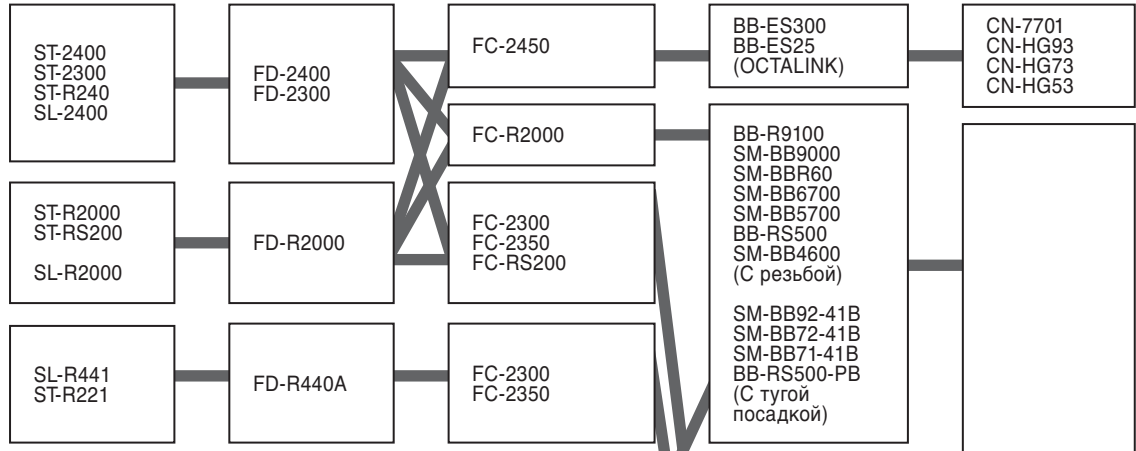 ST-2400
ST-2300
ST-R240
SL-2400
FD-2400
FD-2300
FC-2450
BB-ES300
BB-ES25
(OCTALINK)
CN-7701
CN-HG93
CN-HG73
CN-HG53
FC-R2000
BB-R9100
SM-BB9000
SM-BBR60
SM-BB6700
SM-BB5700
BB-RS500
SM-BB4600
(С резьбой)
SM-BB92-41B
SM-BB72-41B
SM-BB71-41B
BB-RS500-PB
(С тугой
посадкой)
ST-R2000
ST-RS200
SL-R2000
FD-R2000
FC-2300
FC-2350
FC-RS200
SL-R441
ST-R221
FD-R440A
FC-2300
FC-2350